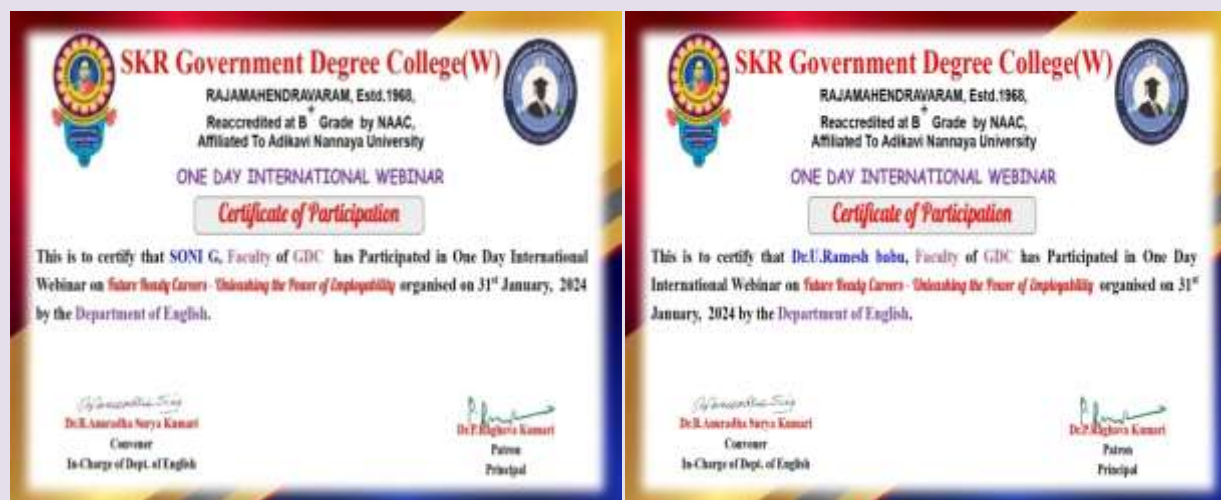 SKR Government Degree College(W)
RAJAMAHENDRAVARAM, Estd.1968,
Reaccredited at B+ Grade by NAAC,
Affiliated To Adikavi Nannaya University
ONE DAY INTERNATIONAL WEBINAR
Certificate of Participation
This is to certify that SONI G, Faculty of GDC has Participated in One Day International
Webinar on Future Ready Careers - Unleashing the Power of Employability organised on 31st January, 2024
by the Department of English.
Dr.B.Anuradha Surya Kumari
Convener
In-Charge of Dept. of English
Dr.P.Raghava Kumari
Patron
Principal
SKR Government Degree College(W)
RAJAMAHENDRAVARAM, Estd.1968,
Reaccredited at B+ Grade by NAAC,
Affiliated To Adikavi Nannaya University
ONE DAY INTERNATIONAL WEBINAR
Certificate of Participation
This is to certify that Dr.U.Ramesh babu, Faculty of GDC has Participated in One Day
International Webinar on Future Ready Careers - Unleashing the Power of Employability organised on 31st
January, 2024 by the Department of English.
Dr.B.Anuradha Surya Kumari
Convener
In-Charge of Dept. of English
Dr.P.Raghava Kumari
Patron
Principal